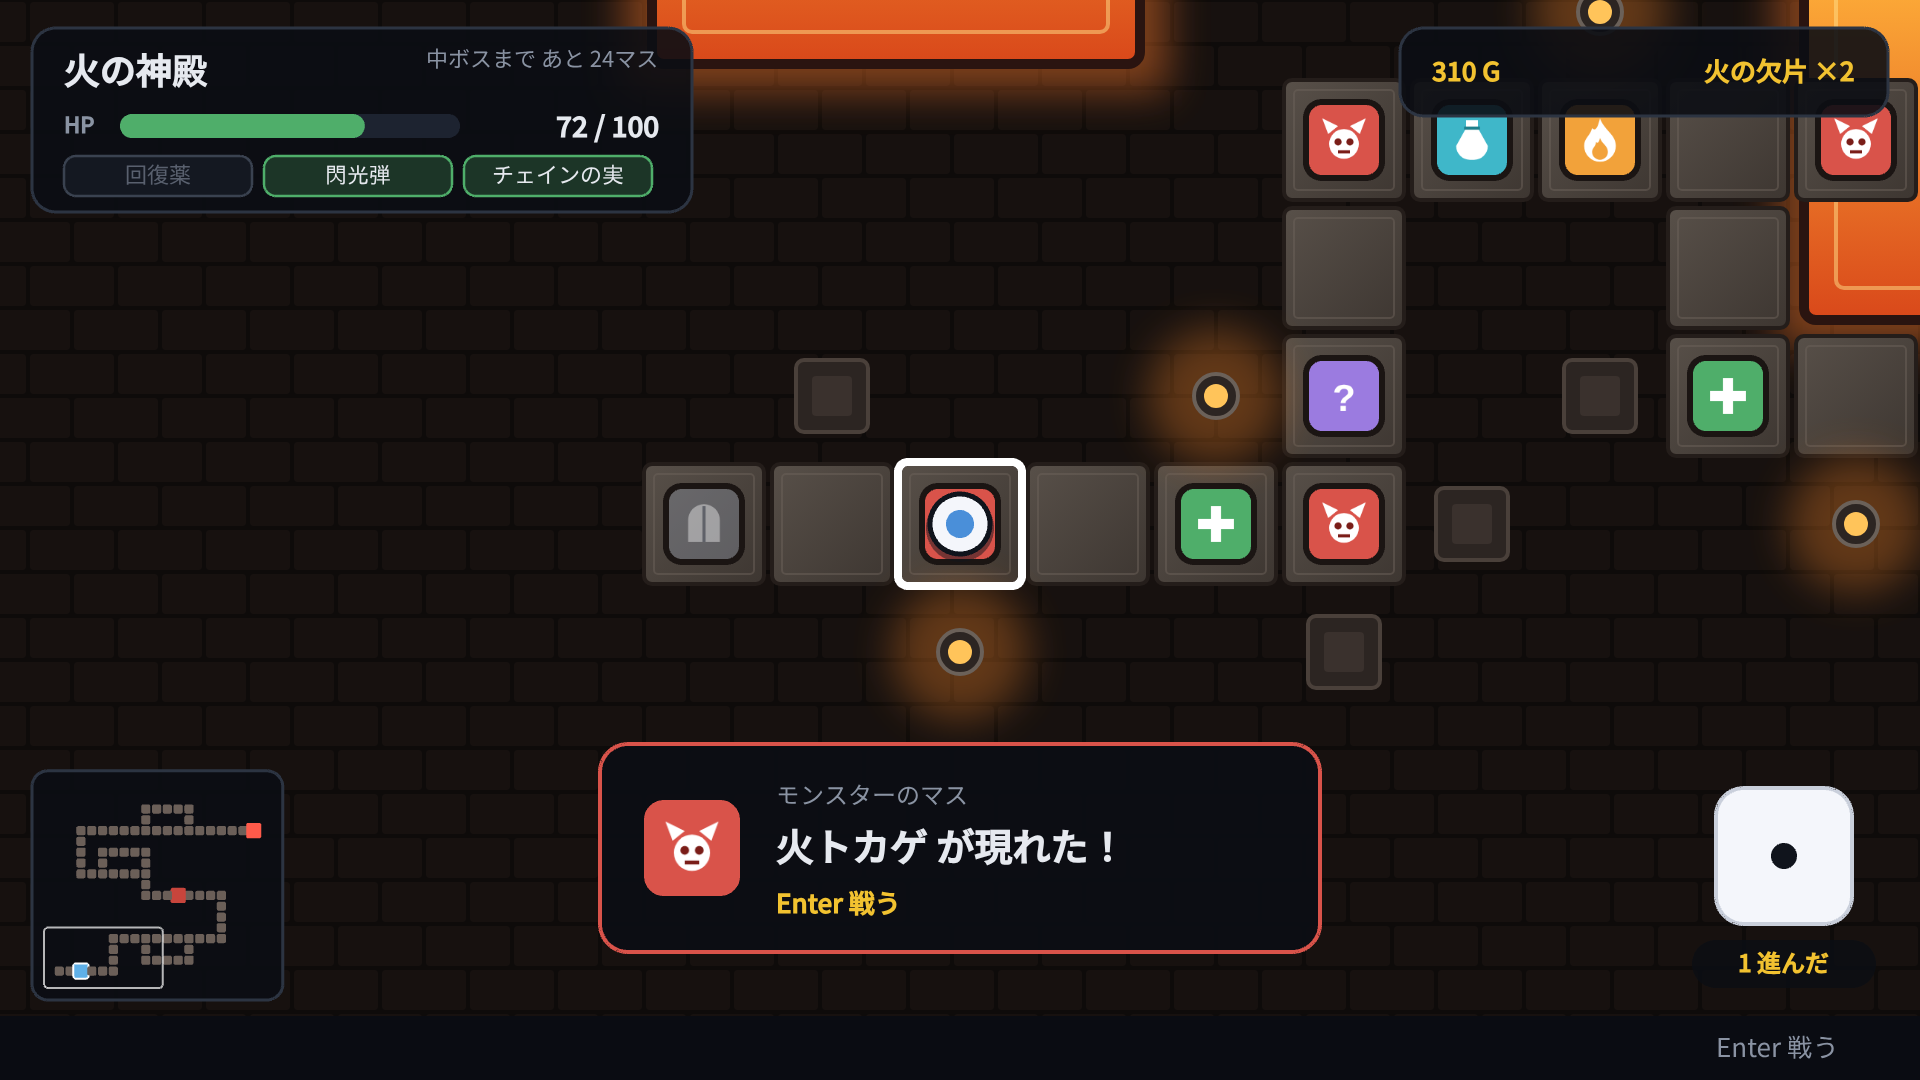 火の神殿
中ボスまで あと 24マス
HP
72 / 100
回復薬
閃光弾
チェインの実
310 G
火の欠片 ×2
?
モンスターのマス
火トカゲ が現れた！
Enter 戦う
1 進んだ
Enter 戦う